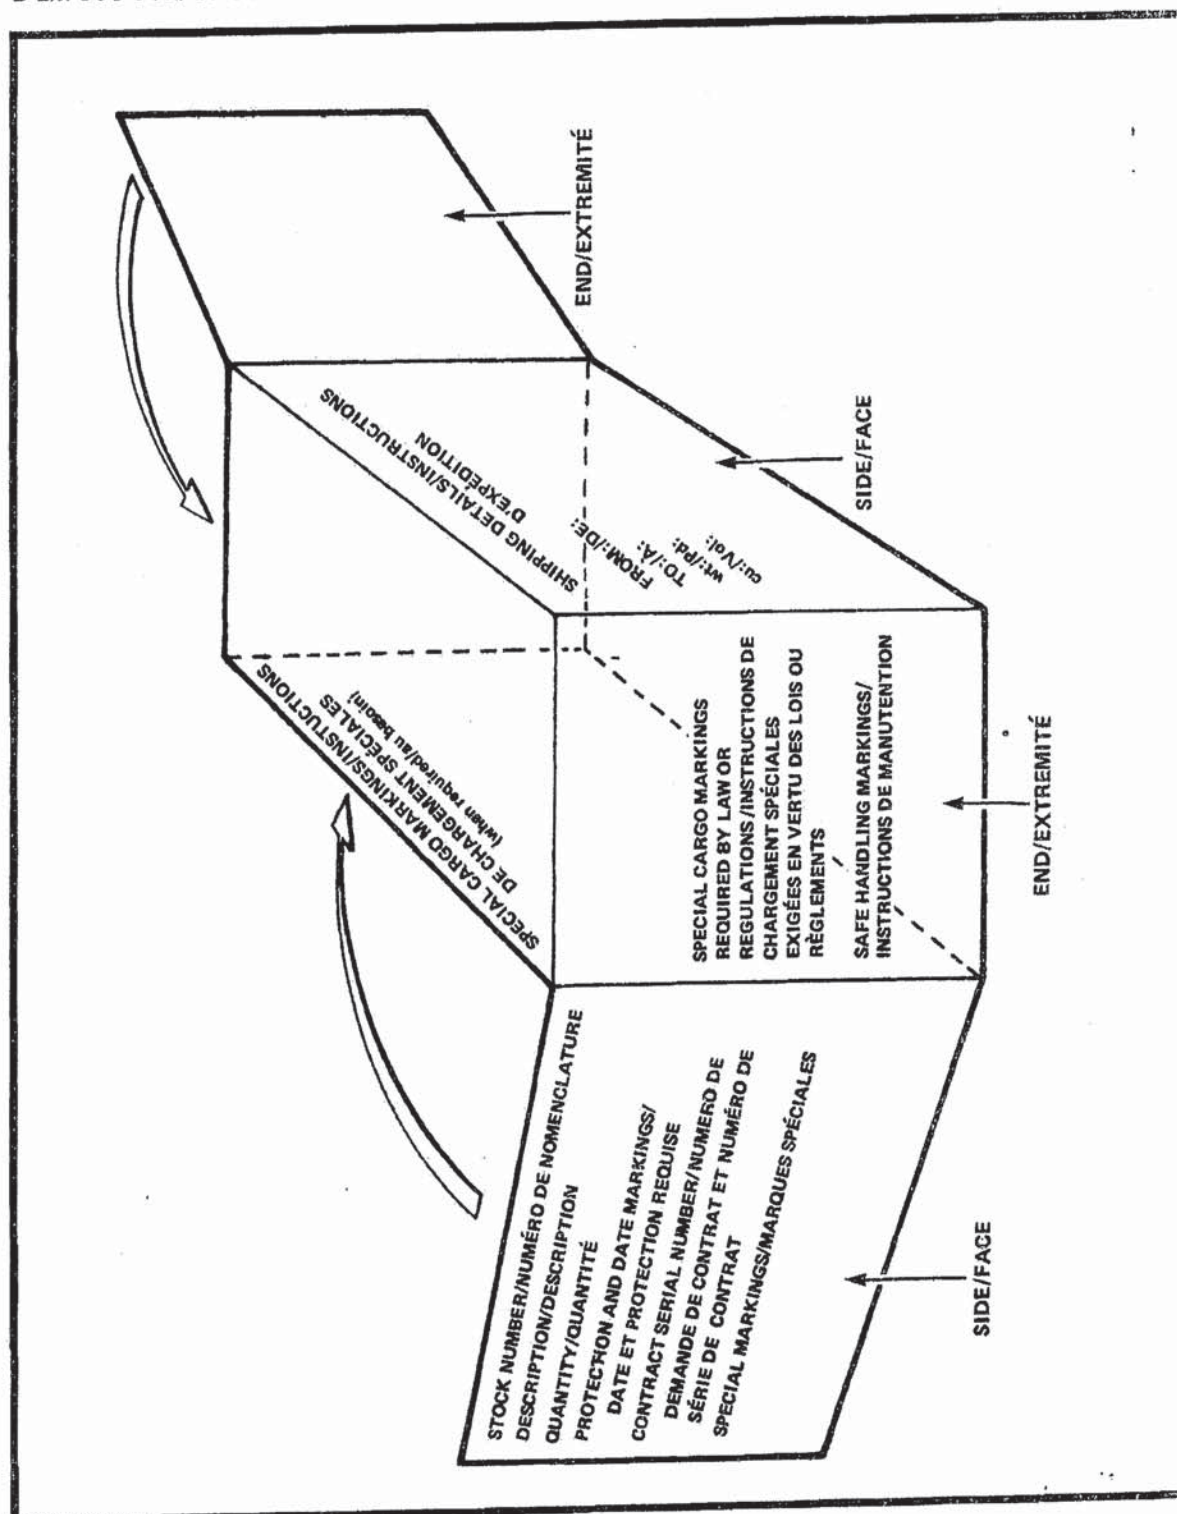 STOCK NUMBER/NUMÉRO DE NOMENCLATURE
DESCRIPTION/DESCRIPTION
QUANTITY/QUANTITÉ
PROTECTION AND DATE MARKINGS/
DATE ET PROTECTION REQUISE
CONTRACT SERIAL NUMBER/NUMERO DE
DEMANDE DE CONTRAT ET NUMÉRO DE
SÉRIE DE CONTRAT
SPECIAL MARKINGS/MARQUES SPÉCIALES
SIDE/FACE
SPECIAL CARGO MARKINGS/INSTUCTIONS
DE CHARGEMENT SPÉCIALES
(when required/au besoin)
SPECIAL CARGO MARKINGS
REQUIRED BY LAW OR
REGULATIONS/INSTRUCTIONS DE
CHARGEMENT SPÉCIALES
EXIGÉES EN VERTU DES LOIS OU
RÈGLEMENTS
SAFE HANDLING MARKINGS/
INSTRUCTIONS DE MANUTENTION
END/EXTREMITÉ
SHIPPING DETAILS/INSTRUCTIONS
D'EXPÉDITION
FROM:/DE:
TO:/À:
wt:/Pd:
cu:/Vol:
SIDE/FACE
END/EXTREMITÉ